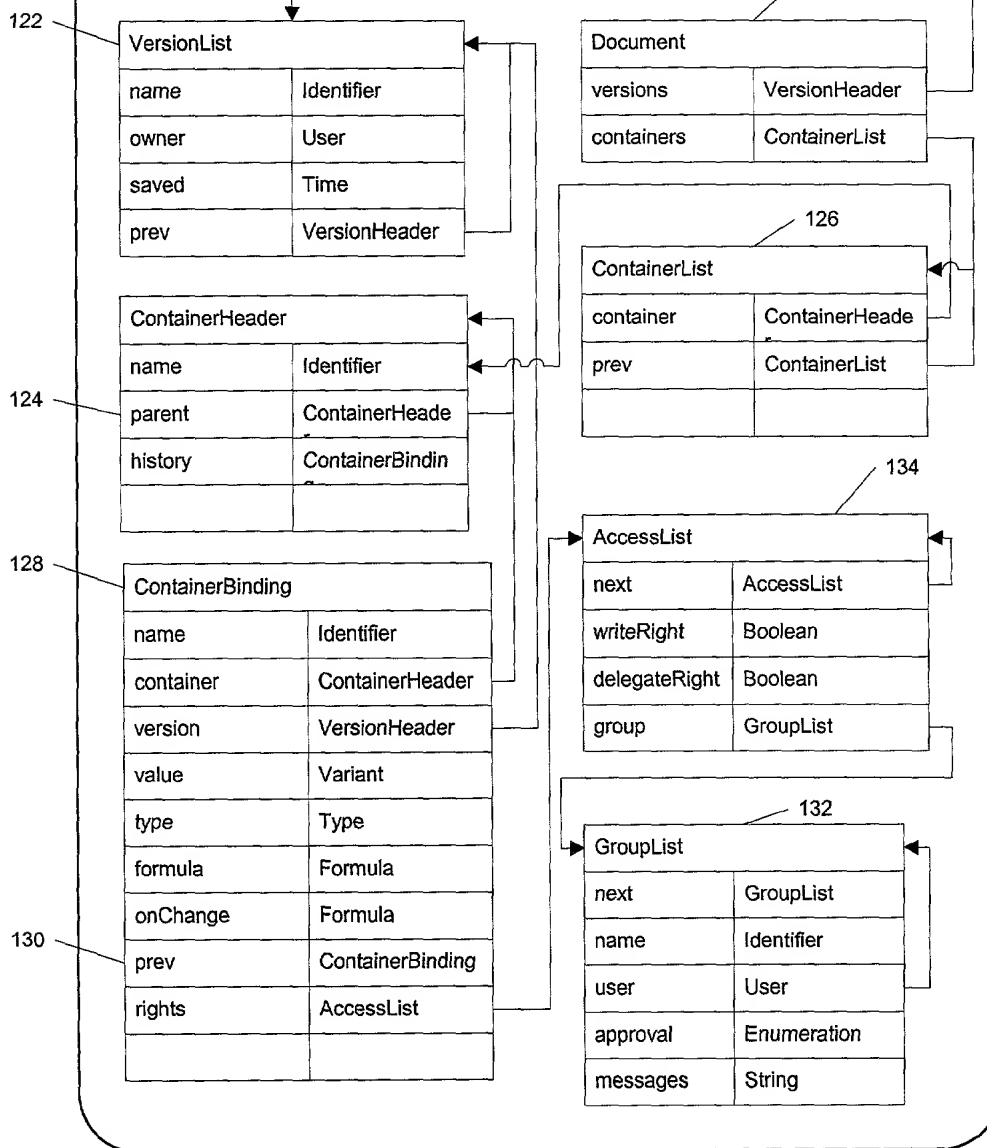 122
VersionList
name Identifier
owner User
saved Time
prev VersionHeader
Document
versions VersionHeader
containers ContainerList
126
ContainerList
container ContainerHeade
prev ContainerList
124
ContainerHeader
name Identifier
parent ContainerHeade
history ContainerBindin
134
AccessList
next AccessList
writeRight Boolean
delegateRight Boolean
group GroupList
128
ContainerBinding
name Identifier
container ContainerHeader
version VersionHeader
value Variant
type Type
formula Formula
onChange Formula
130
prev ContainerBinding
rights AccessList
132
GroupList
next GroupList
name Identifier
user User
approval Enumeration
messages String